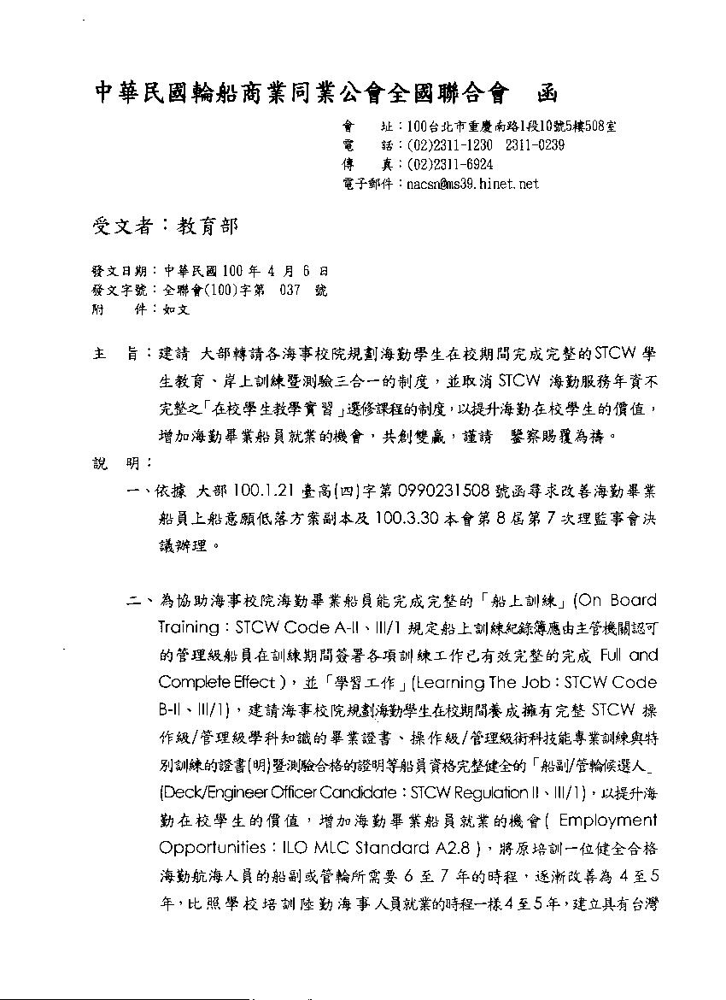 中華民國輪船商業同業公會全國聯合會　函
會　　址：100台北市重慶南路1段10號5樓508室
電　　話：(02)2311-1230　2311-0239
傳　　真：(02)2311-6924
電子郵件：nacsn@ms39.hinet.net
受文者：教育部
發文日期：中華民國 100 年 4 月 6 日
發文字號：全聯會(100)字第　037　號
附　　件：如文
主　旨：建請 大部轉請各海事校院規劃海勤學生在校期間完成完整的STCW 學
生教育、岸上訓練暨測驗三合一的制度，並取消 STCW 海勤服務年資不
完整之「在校學生教學實習」選修課程的制度，以提升海勤在校學生的價值，
增加海勤畢業船員就業的機會，共創雙贏，謹請　鑒察賜覆為禱。
說　明：
一、依據 大部 100.1.21 臺高(四)字第 0990231508 號函尋求改善海勤畢業
船員上船意願低落方案副本及 100.3.30 本會第 8 屆第 7 次理監事會決
議辦理。
二、為協助海事校院海勤畢業船員能完成完整的「船上訓練」(On Board
Training：STCW Code A-II、III/1 規定船上訓練紀錄簿應由主管機關認可
的管理級船員在訓練期間簽署各項訓練工作已有效完整的完成 Full and
Complete Effect )，並「學習工作」(Learning The Job：STCW Code
B-II、III/1)，建請海事校院規劃海勤學生在校期間養成擁有完整 STCW 操
作級/管理級學科知識的畢業證書、操作級/管理級術科技能專業訓練與特
別訓練的證書(明)暨測驗合格的證明等船員資格完整健全的「船副/管輪候選人」
(Deck/Engineer Officer Candidate：STCW Regulation II、III/1)，以提升海
勤在校學生的價值，增加海勤畢業船員就業的機會( Employment
Opportunities：ILO MLC Standard A2.8 )，將原培訓一位健全合格
海勤航海人員的船副或管輪所需要 6 至 7 年的時程，逐漸改善為 4 至 5
年，比照學校培訓陸勤海事人員就業的時程一樣 4 至 5 年，建立具有台灣